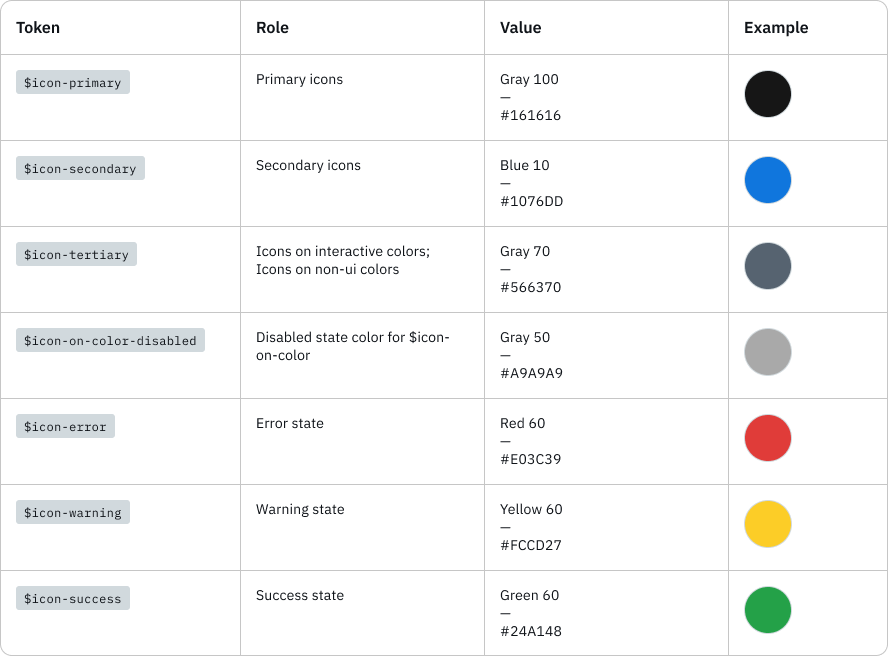 Token Role Value Example
$icon-primary Primary icons Gray 100
—
#161616
$icon-secondary Secondary icons Blue 10
—
#1076DD
$icon-tertiary Icons on interactive colors; Gray 70
Icons on non-ui colors —
#566370
$icon-on-color-disabled Disabled state color for $icon- Gray 50
on-color —
#A9A9A9
$icon-error Error state Red 60
—
#E03C39
$icon-warning Warning state Yellow 60
—
#FCCD27
$icon-success Success state Green 60
—
#24A148